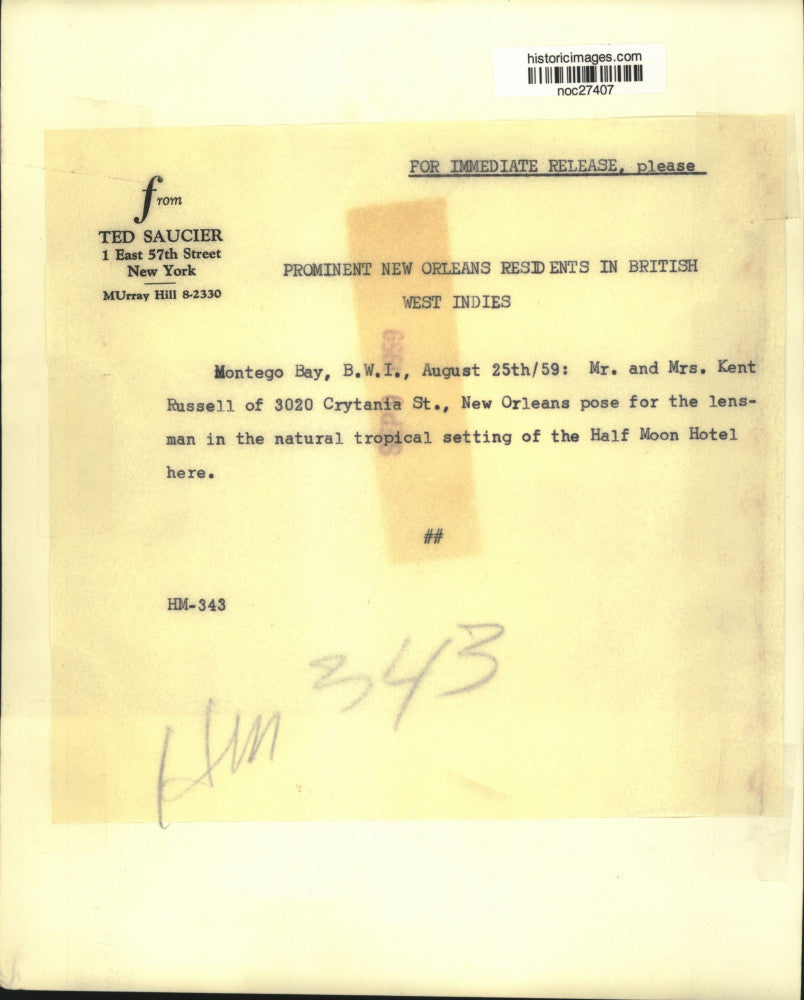 historicimages.com
noc27407
FOR IMMEDIATE RELEASE, please
from
TED SAUCIER
1 East 57th Street
New York
MUrray Hill 8-2330
PROMINENT NEW ORLEANS RESIDENTS IN BRITISH
WEST INDIES
Montego Bay, B.W.I., August 25th/59: Mr. and Mrs. Kent
Russell of 3020 Crytania St., New Orleans pose for the lens-
man in the natural tropical setting of the Half Moon Hotel
here.
##
HM-343
HM 343